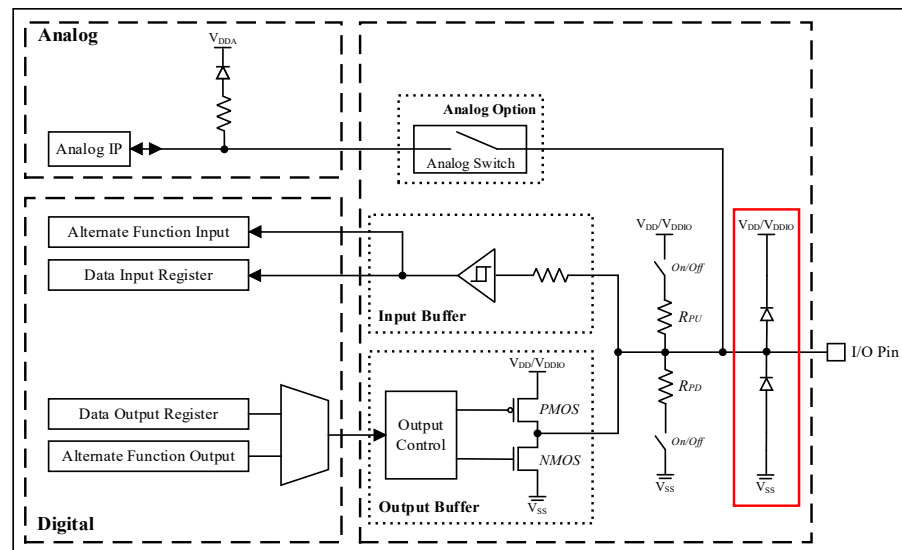 Analog
VDDA
Analog IP
Analog Option
Analog Switch
Alternate Function Input
Data Input Register
Input Buffer
VDD/VDDIO
On/Off
RPU
VDD/VDDIO
I/O Pin
RPD
On/Off
VSS
VSS
Data Output Register
Alternate Function Output
Output Control
VDD/VDDIO
PMOS
NMOS
VSS
Output Buffer
Digital